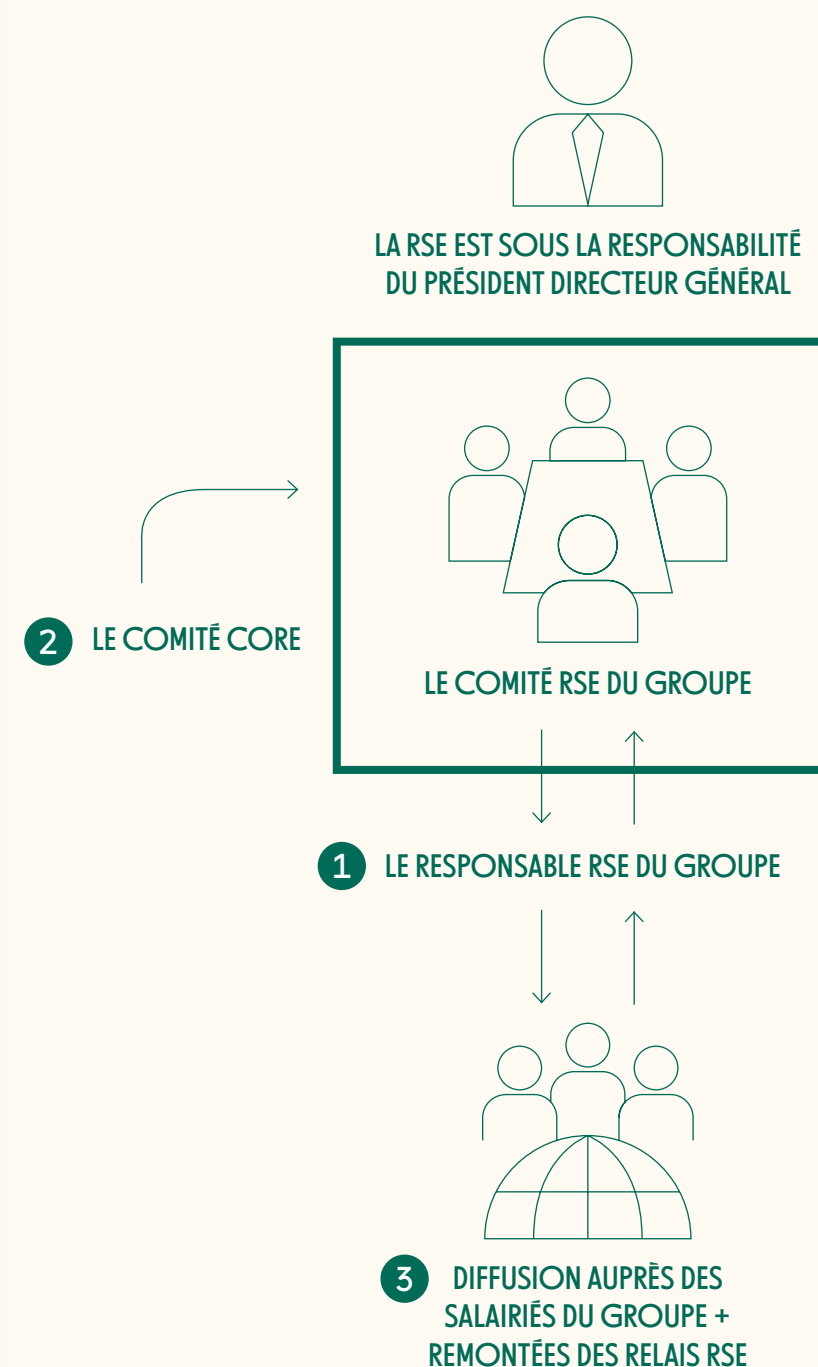 LA RSE EST SOUS LA RESPONSABILITÉ
DU PRÉSIDENT DIRECTEUR GÉNÉRAL
2 LE COMITÉ CORE
LE COMITÉ RSE DU GROUPE
1 LE RESPONSABLE RSE DU GROUPE
3 DIFFUSION AUPRÈS DES
SALAIRIÉS DU GROUPE +
REMONTÉES DES RELAIS RSE